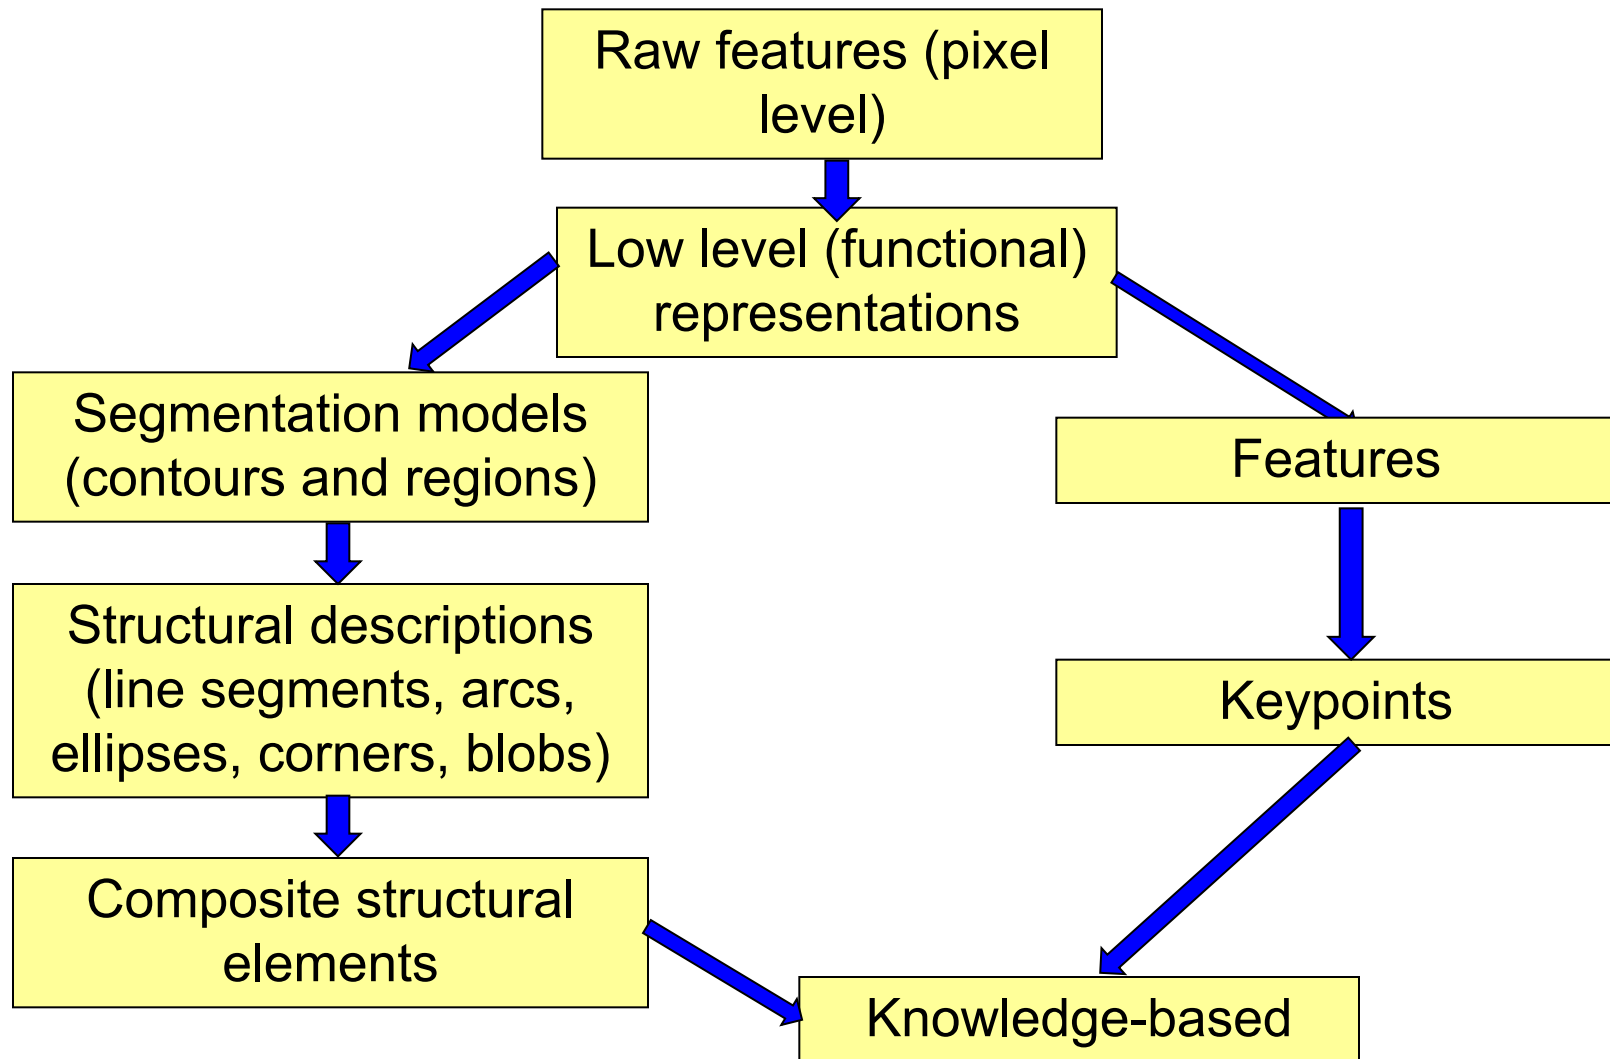 Raw features (pixel
level)
Low level (functional)
representations
Segmentation models
(contours and regions)
Features
Structural descriptions
(line segments, arcs,
ellipses, corners, blobs)
Keypoints
Composite structural
elements
Knowledge-based